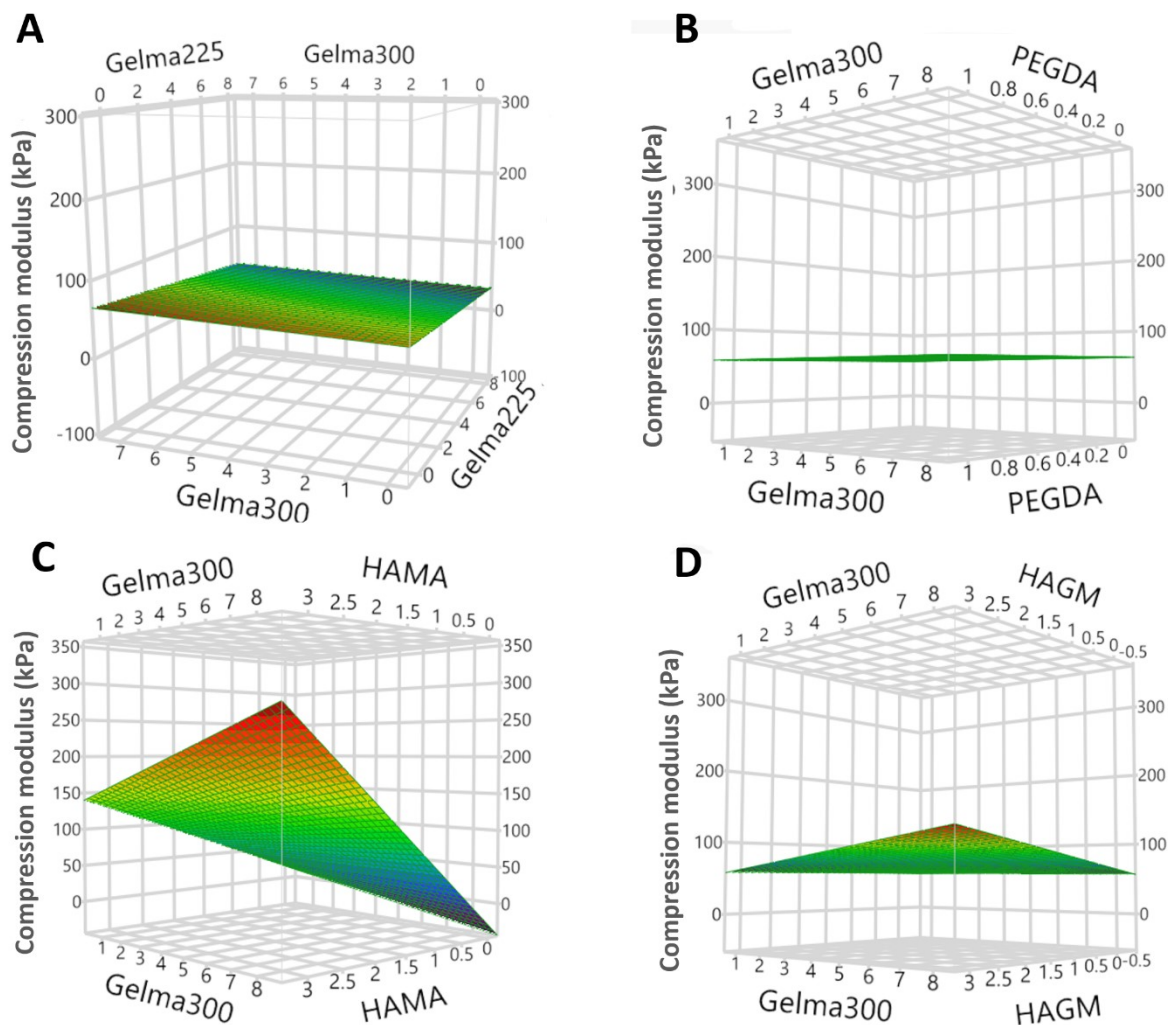 A
Gelma225 Gelma300
0 2 4 6 8 7 6 5 4 3 2 0
Compression modulus (kPa)
300 200 100 0 -100
300 200 100 0 100
7 6 5 4 3 2 1 0
0 2 4 6 8
Gelma300 Gelma225
B
Gelma300 PEGDA
1 2 3 4 5 6 7 8 1 0.8 0.6 0.4 0.2 0
Compression modulus (kPa)
300 200 100 0
300 200 100 0
1 2 3 4 5 6 7 8 1 0.8 0.6 0.4 0.2 0
Gelma300 PEGDA
C
Gelma300 HAMA
1 2 3 4 5 6 7 8 3 2.5 2 1.5 1 0.5 0
Compression modulus (kPa)
350 300 250 200 150 100 50 0
350 300 250 200 150 100 50 0
1 2 3 4 5 6 7 8 3 2.5 2 1.5 1 0.5 0
Gelma300 HAMA
D
Gelma300 HAGM
1 2 3 4 5 6 7 8 3 2.5 2 1.5 1 0.5 0 -0.5
Compression modulus (kPa)
300 200 100 0
300 200 100 0
1 2 3 4 5 6 7 8 3 2.5 2 1.5 1 0.5 0 -0.5
Gelma300 HAGM